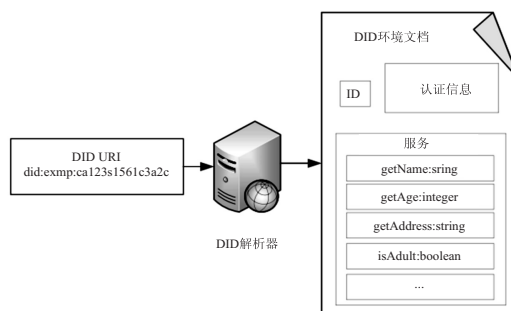 DID URI
did:exmp:ca123s1561c3a2c
DID解析器
DID环境文档
ID
认证信息
服务
getName:sring
getAge:integer
getAddress:string
isAdult:boolean
...